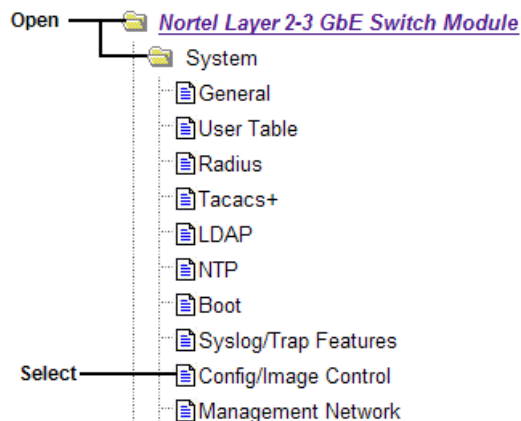 Open Nortel Layer 2-3 GbE Switch Module
System
General
User Table
Radius
Tacacs+
LDAP
NTP
Boot
Syslog/Trap Features
Select Config/Image Control
Management Network